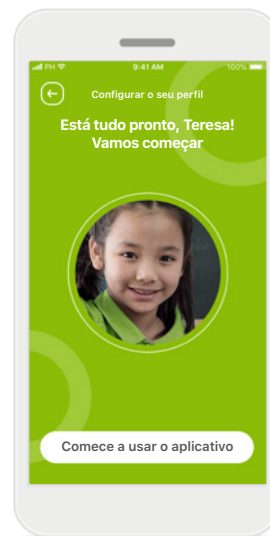 PH 9:41 AM 100%
Configurar o seu perfil
Está tudo pronto, Teresa!
Vamos começar
Comece a usar o aplicativo